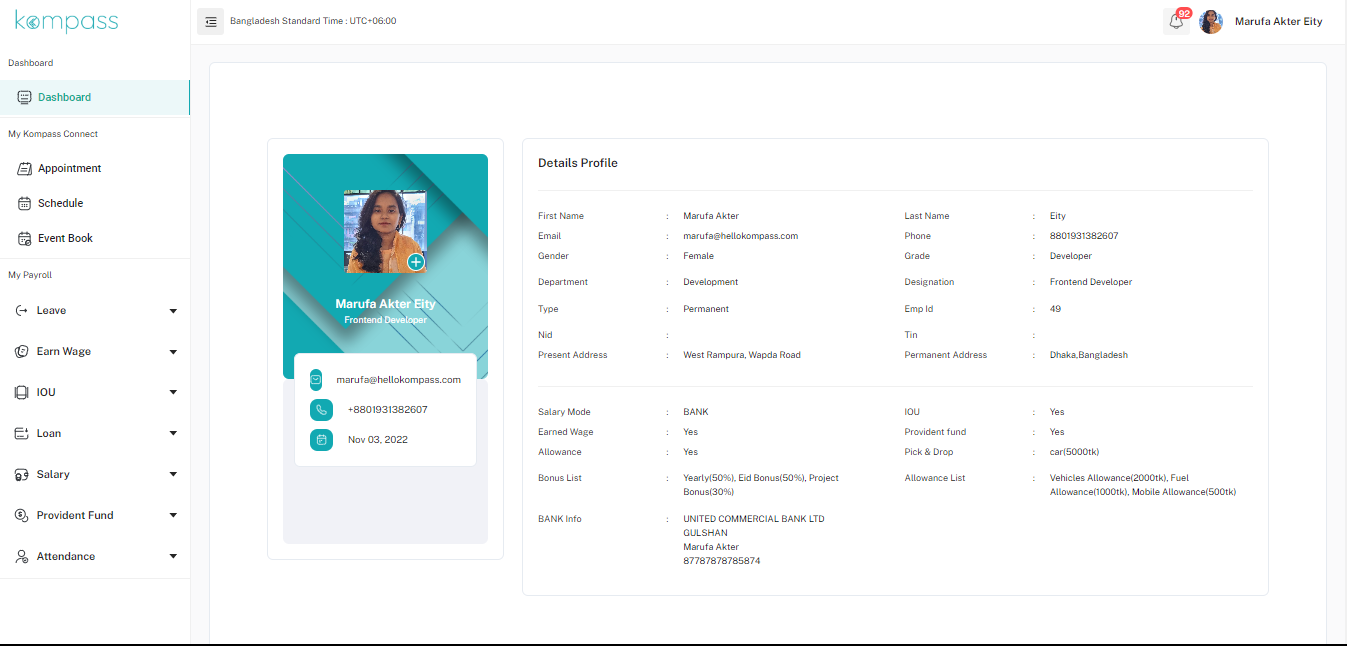 kompass
Bangladesh Standard Time : UTC+06:00
92
Marufa Akter Eity
Dashboard
Dashboard
My Kompass Connect
Appointment
Schedule
Event Book
My Payroll
Leave
Earn Wage
IOU
Loan
Salary
Provident Fund
Attendance
Marufa Akter Eity
Frontend Developer
marufa@hellokompass.com
+8801931382607
Nov 03, 2022
Details Profile
First Name : Marufa Akter Last Name : Eity
Email : marufa@hellokompass.com Phone : 8801931382607
Gender : Female Grade : Developer
Department : Development Designation : Frontend Developer
Type : Permanent Emp Id : 49
Nid : Tin :
Present Address : West Rampura, Wapda Road Permanent Address : Dhaka,Bangladesh
Salary Mode : BANK IOU : Yes
Earned Wage : Yes Provident fund : Yes
Allowance : Yes Pick & Drop : car(5000tk)
Bonus List : Yearly(50%), Eid Bonus(50%), Project Allowance List : Vehicles Allowance(2000tk), Fuel
Bonus(30%) Allowance(1000tk), Mobile Allowance(500tk)
BANK Info : UNITED COMMERCIAL BANK LTD
GULSHAN
Marufa Akter
87787878785874